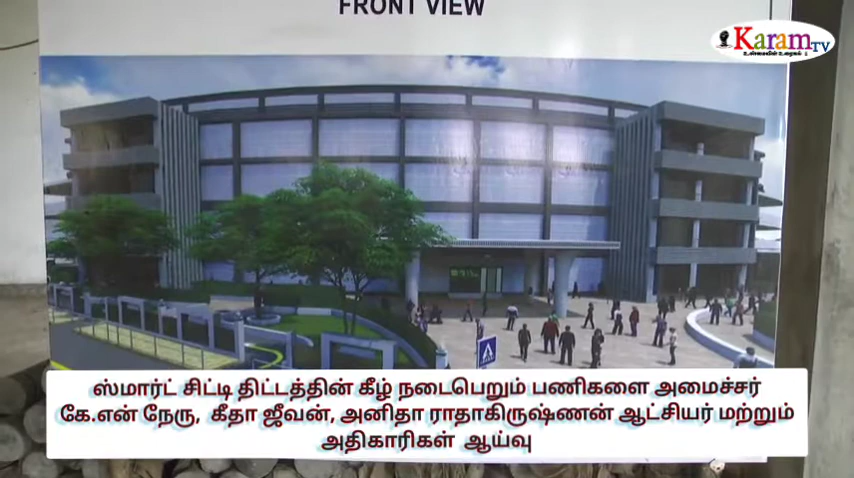 FRONT VIEW
Karam TV
ஸ்மார்ட் சிட்டி திட்டத்தின் கீழ் நடைபெறும் பணிகளை அமைச்சர்
கே.என் நேரு, கீதா ஜீவன், அனிதா ராதாகிருஷ்ணன் ஆட்சியர் மற்றும்
அதிகாரிகள் ஆய்வு